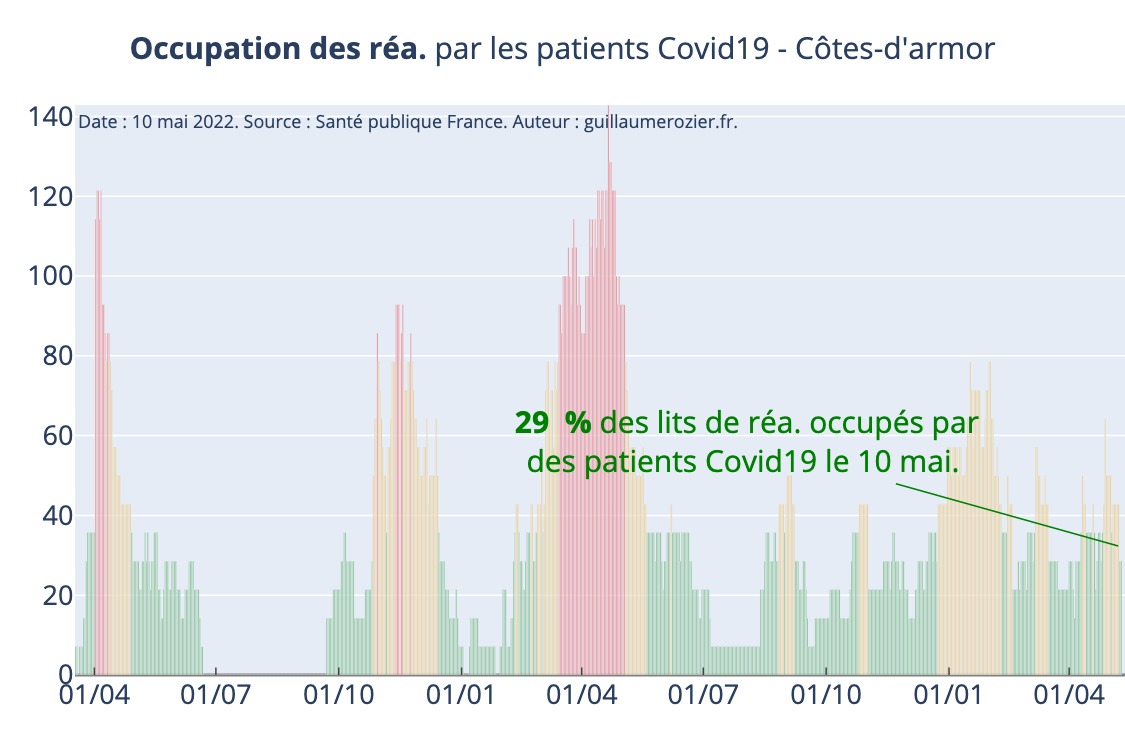 Occupation des réa. par les patients Covid19 - Côtes-d'armor
140
Date : 10 mai 2022. Source : Santé publique France. Auteur : guillaumerozier.fr.
120
100
80
60
29 % des lits de réa. occupés par
des patients Covid19 le 10 mai.
40
20
0
01/04 01/07 01/10 01/01 01/04 01/07 01/10 01/01 01/04